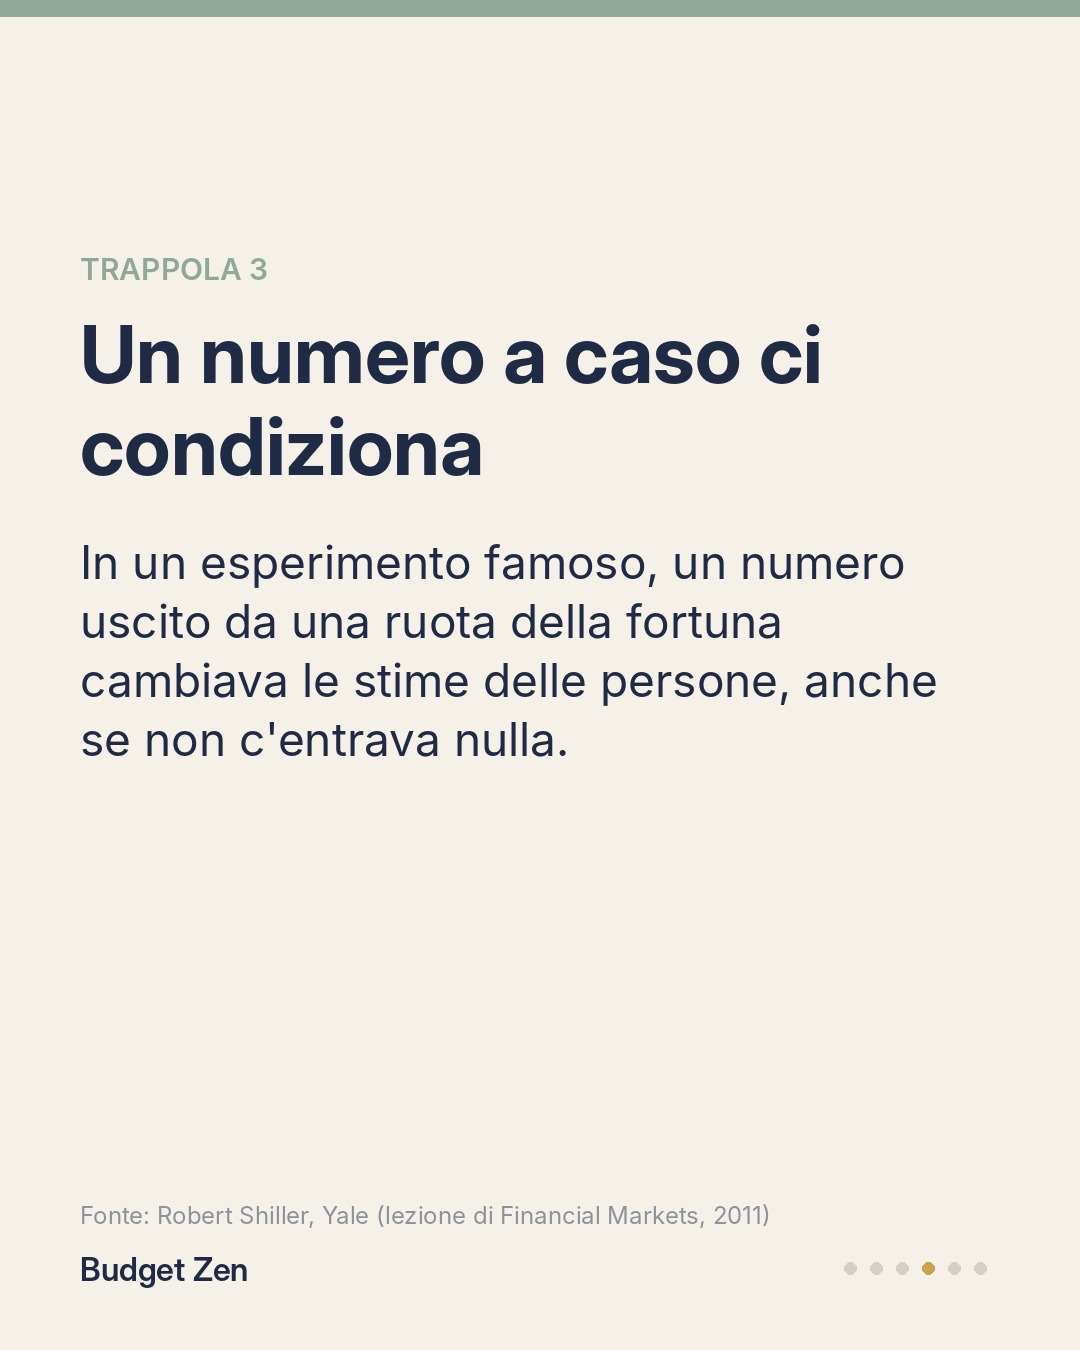 TRAPPOLA 3
Un numero a caso ci
condiziona
In un esperimento famoso, un numero
uscito da una ruota della fortuna
cambiava le stime delle persone, anche
se non c'entrava nulla.
Fonte: Robert Shiller, Yale (lezione di Financial Markets, 2011)
Budget Zen